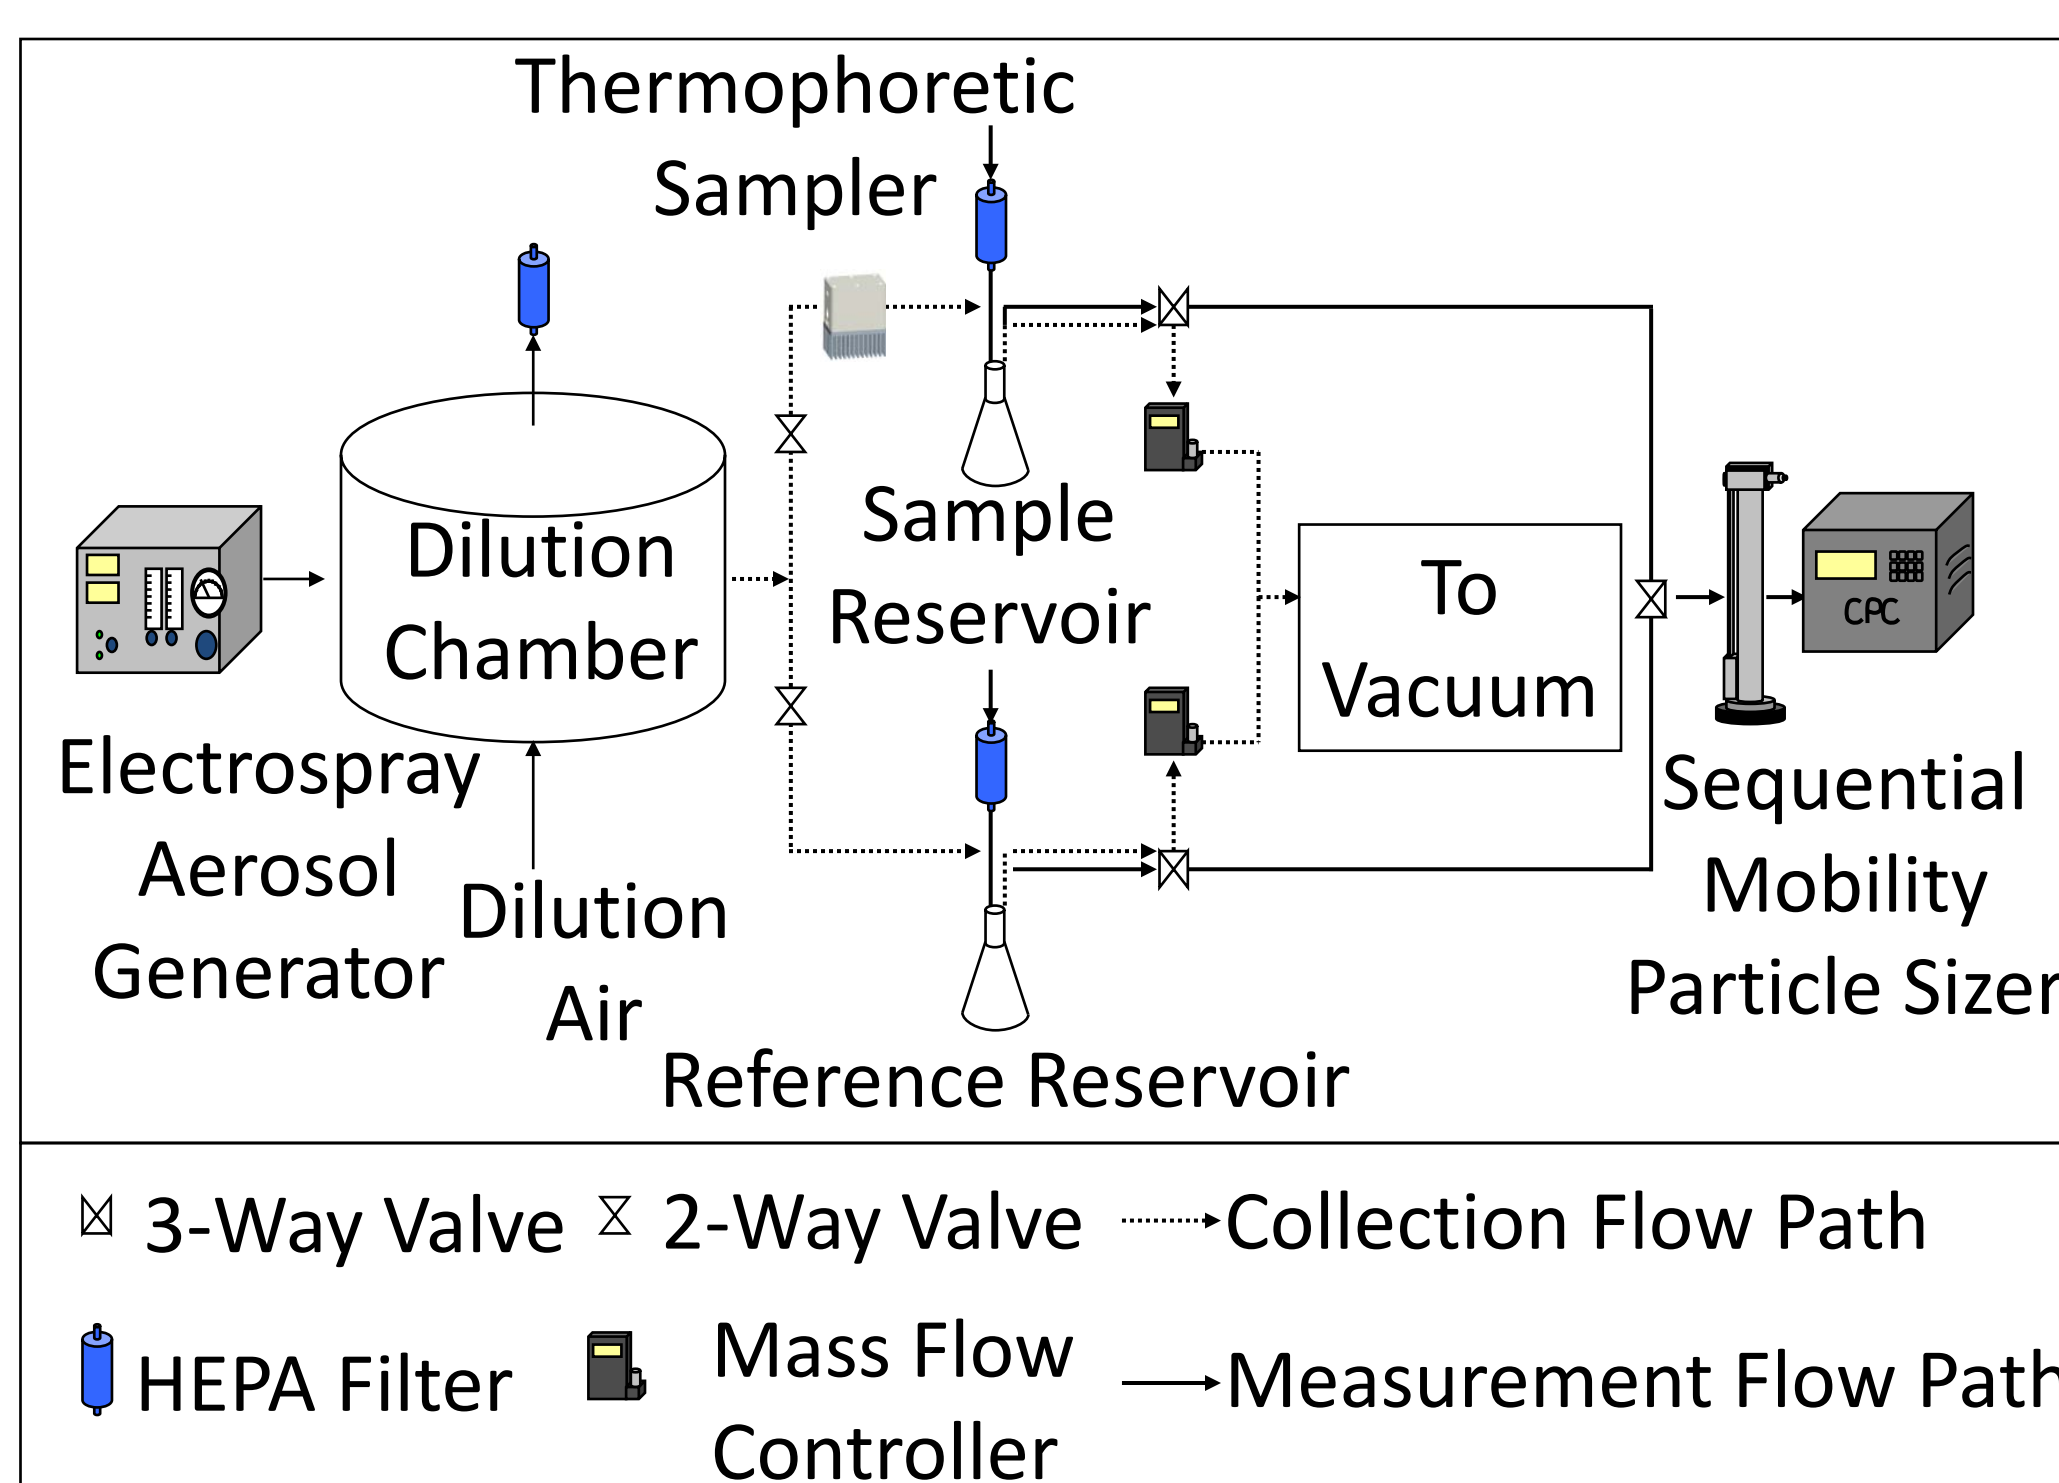 Thermophoretic
Sampler
Dilution
Chamber
Sample
Reservoir
To
Vacuum
CPC
Electrospray
Aerosol
Generator
Dilution
Air
Sequential
Mobility
Particle Sizer
Reference Reservoir
3-Way Valve
2-Way Valve
Collection Flow Path
HEPA Filter
Mass Flow
Controller
Measurement Flow Path